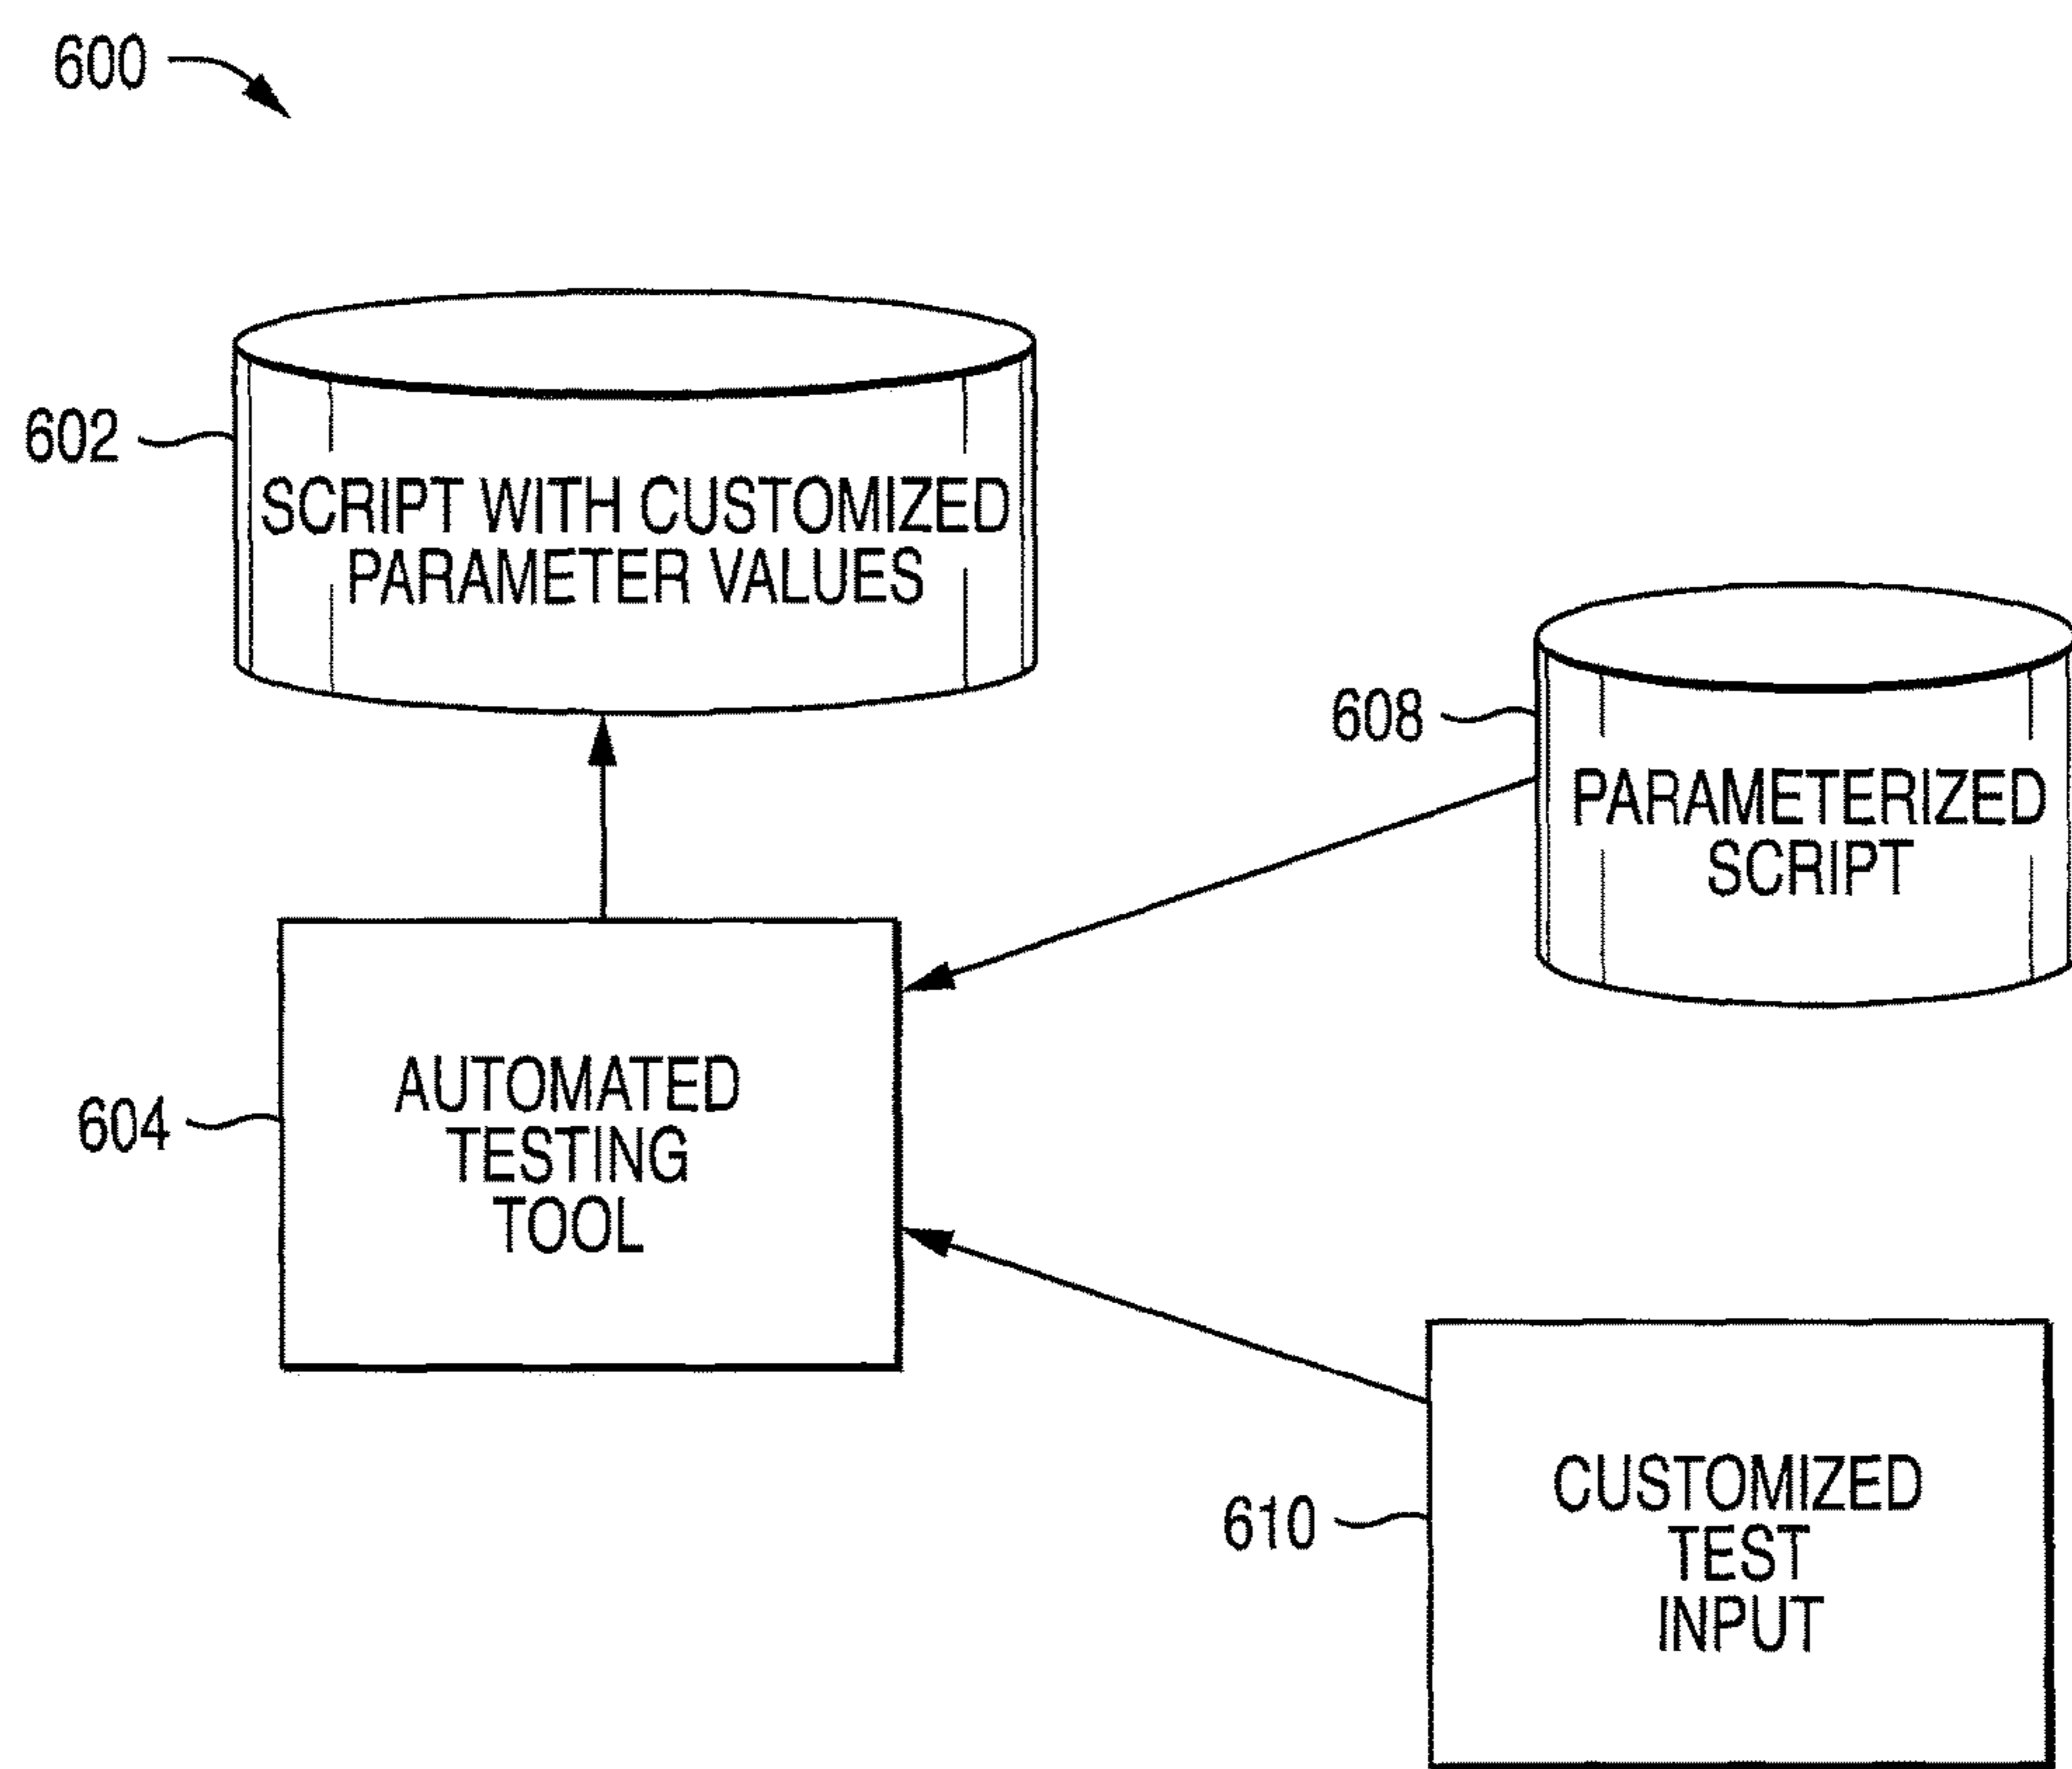 600
602
SCRIPT WITH CUSTOMIZED
PARAMETER VALUES
608
PARAMETERIZED
SCRIPT
604
AUTOMATED
TESTING
TOOL
610
CUSTOMIZED
TEST
INPUT